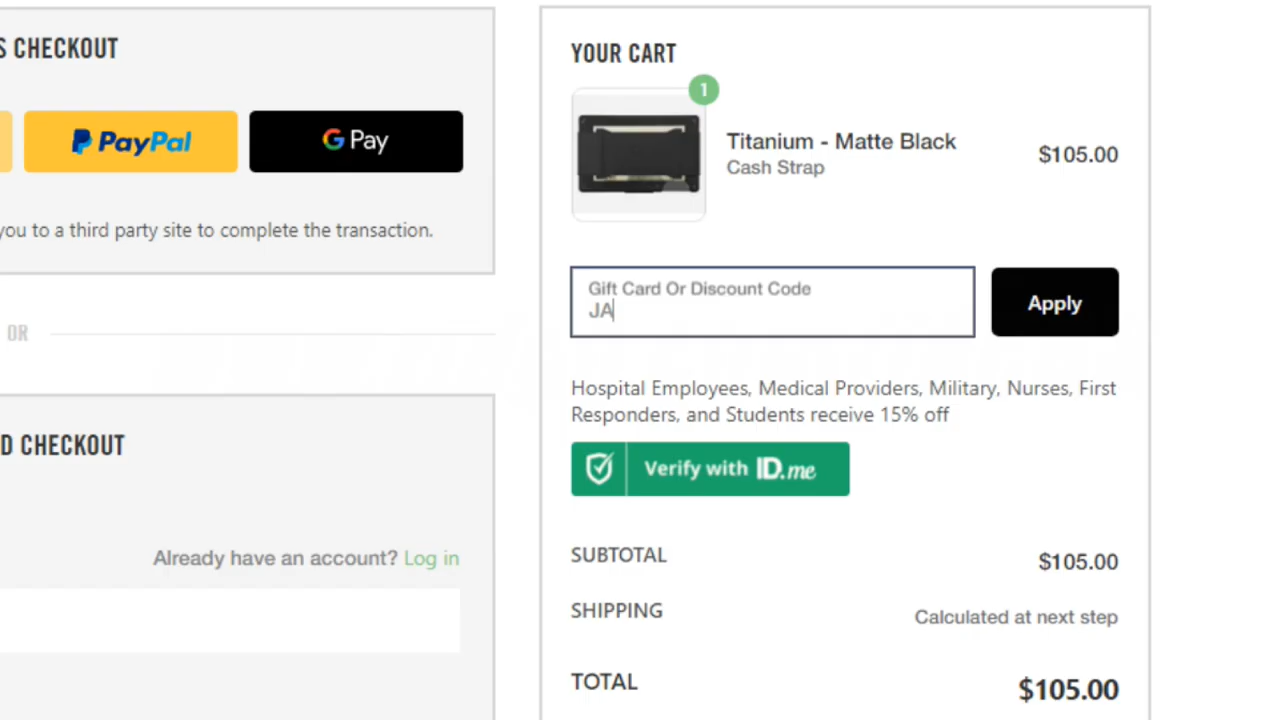 S CHECKOUT
PayPal
G Pay
you to a third party site to complete the transaction.
OR
D CHECKOUT
Already have an account? Log in
YOUR CART
1
Titanium - Matte Black
Cash Strap
$105.00
Gift Card Or Discount Code
JA
Apply
Hospital Employees, Medical Providers, Military, Nurses, First
Responders, and Students receive 15% off
Verify with ID.me
SUBTOTAL
$105.00
SHIPPING
Calculated at next step
TOTAL
$105.00